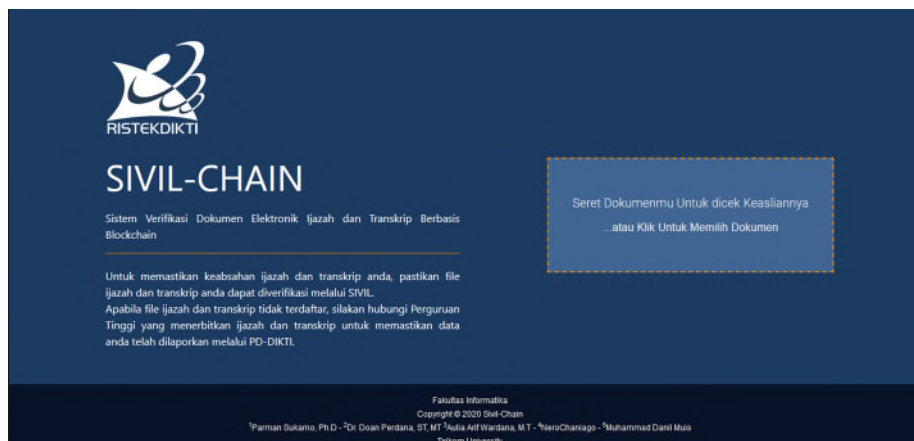 RISTEKDIKTI
SIVIL-CHAIN
Sistem Verifikasi Dokumen Elektronik Ijazah dan Transkrip Berbasis
Blockchain
Untuk memastikan keabsahan ijazah dan transkrip anda, pastikan file
ijazah dan transkrip anda dapat diverifikasi melalui SIVIL.
Apabila file ijazah dan transkrip tidak terdaftar, silakan hubungi Perguruan
Tinggi yang menerbitkan ijazah dan transkrip untuk memastikan data
anda telah dilaporkan melalui PD-DIKTI.
Seret Dokumenmu Untuk dicek Keasliannya
...atau Klik Untuk Memilih Dokumen
Fakultas Informatika
Copyright © 2020 Sivil-Chain
¹Parman Sukarno, Ph.D - ²Dr. Doan Perdana, ST, MT ³Aulia Arif Wardana, M.T - ⁴NeroChaniago - ⁵Muhammad Danil Muis
Telkom University